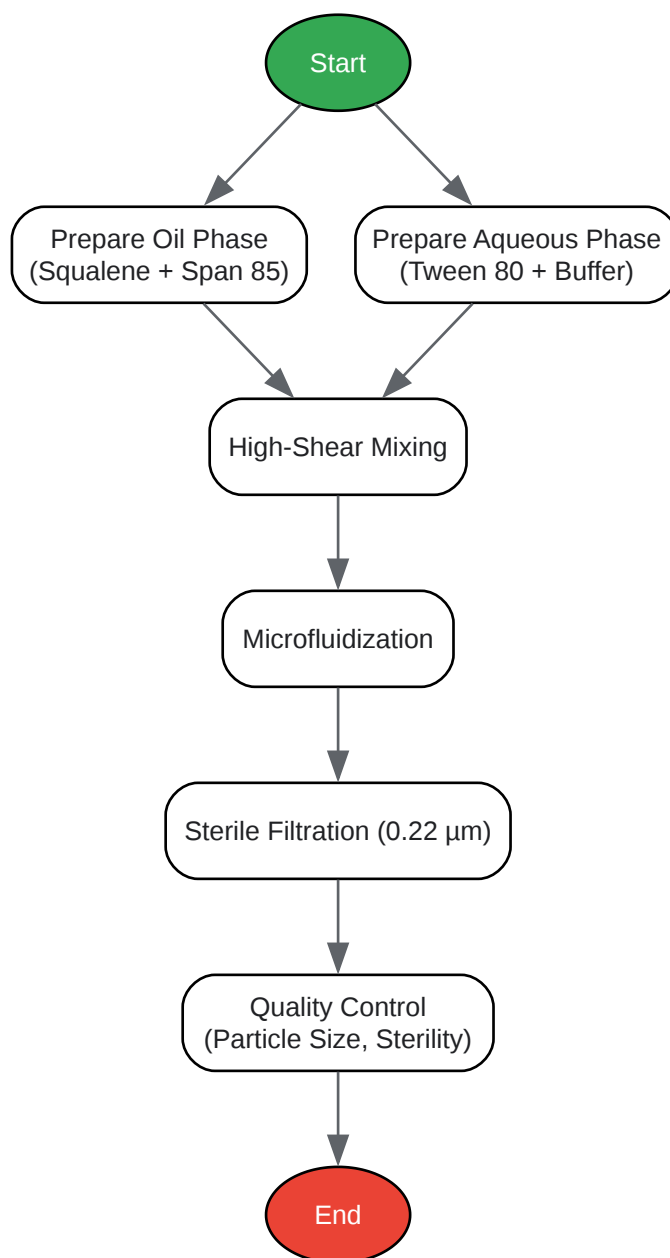 Start
Prepare Oil Phase
(Squalene + Span 85)
Prepare Aqueous Phase
(Tween 80 + Buffer)
High-Shear Mixing
Microfluidization
Sterile Filtration (0.22 µm)
Quality Control
(Particle Size, Sterility)
End